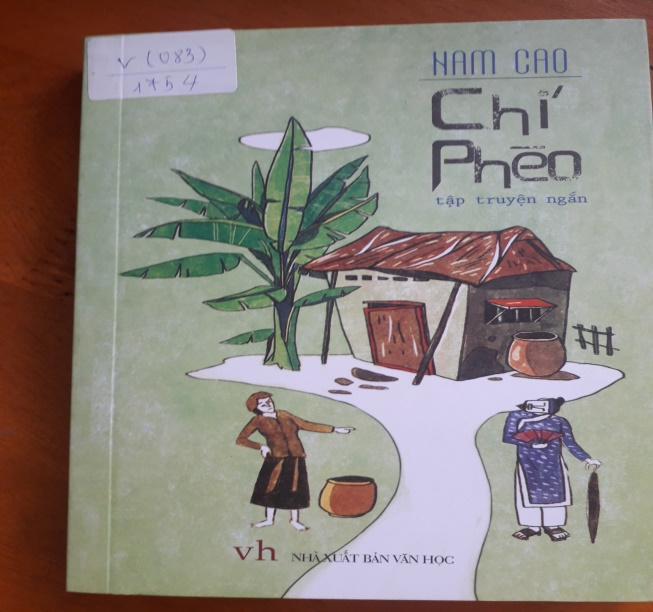 V (083)
1754
NAM CAO
Chí
Phèo
tập truyện ngắn
vh NHÀ XUẤT BẢN VĂN HỌC